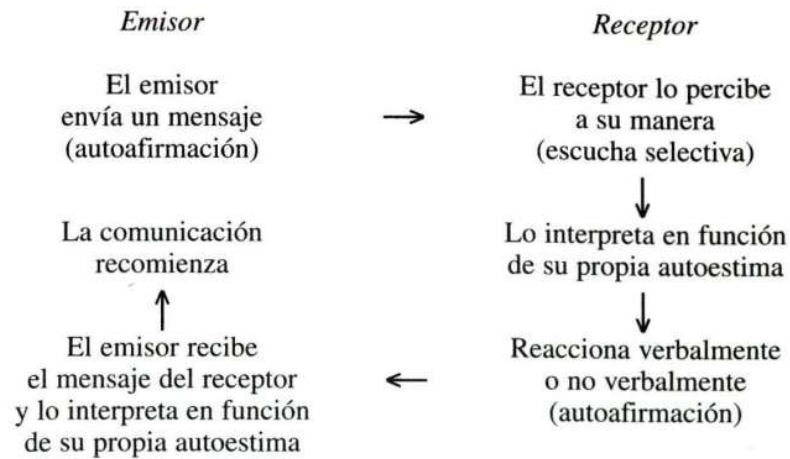 Emisor
Receptor
El emisor
envía un mensaje
(autoafirmación)
El receptor lo percibe
a su manera
(escucha selectiva)
Lo interpreta en función
de su propia autoestima
Reacciona verbalmente
o no verbalmente
(autoafirmación)
El emisor recibe
el mensaje del receptor
y lo interpreta en función
de su propia autoestima
La comunicación
recomienza